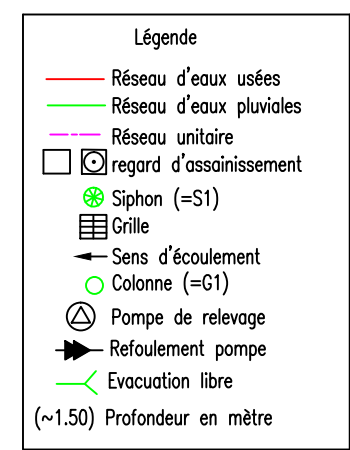 Légende
Réseau d'eaux usées
Réseau d'eaux pluviales
Réseau unitaire
regard d'assainissement
Siphon (=S1)
Grille
Sens d'écoulement
Colonne (=G1)
Pompe de relevage
Refoulement pompe
Evacuation libre
(~1.50) Profondeur en mètre